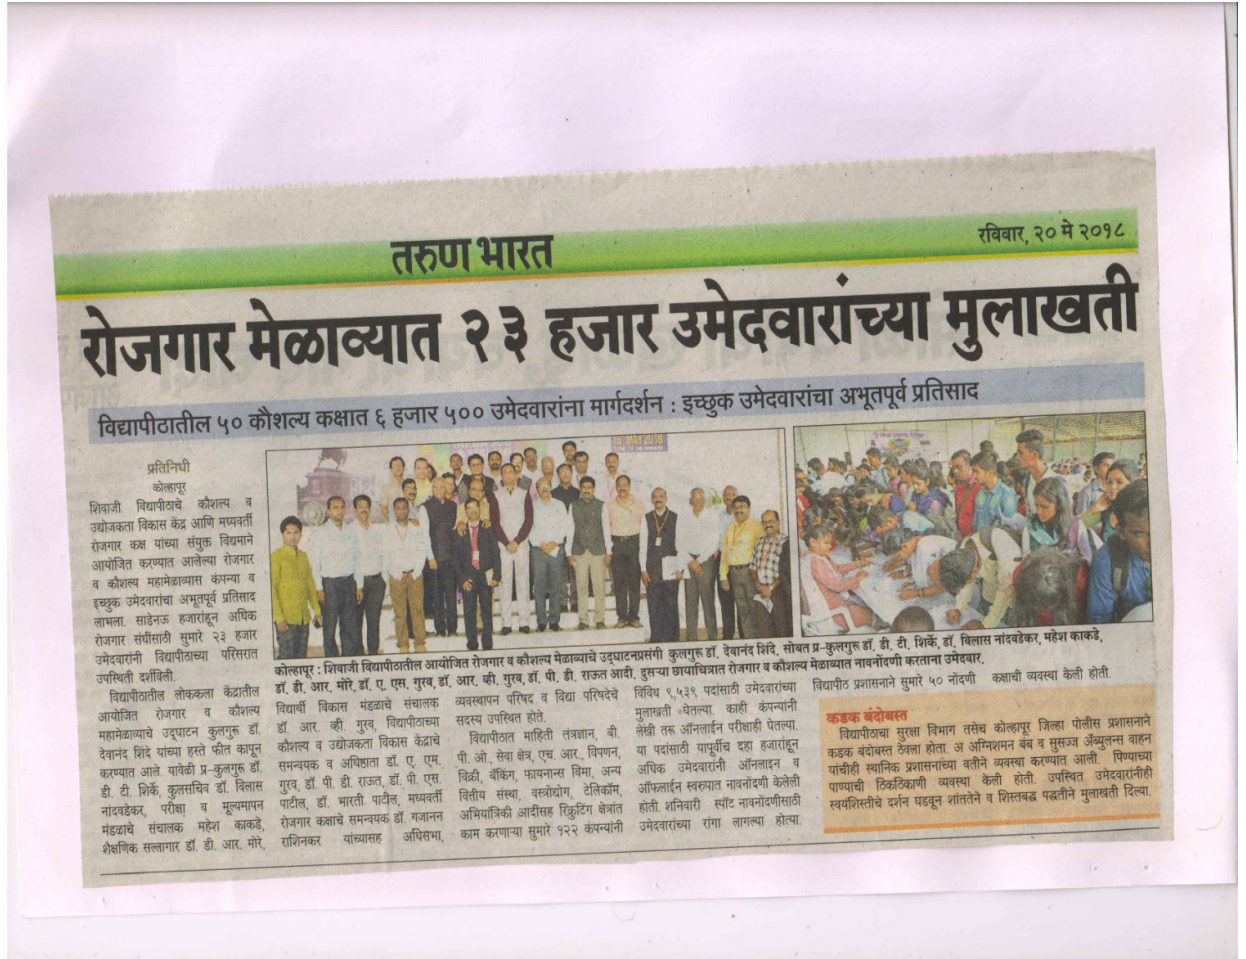 तरुण भारत
रविवार, २० मे २०१८
रोजगार मेळाव्यात २३ हजार उमेदवारांच्या मुलाखती
विद्यापीठातील ५० कौशल्य कक्षात ६ हजार ५०० उमेदवारांना मार्गदर्शन : इच्छुक उमेदवारांचा अभूतपूर्व प्रतिसाद
प्रतिनिधी
कोल्हापूर
शिवाजी विद्यापीठाचे कौशल्य व
उद्योजकता विकास केंद्र आणि मध्यवर्ती
रोजगार कक्ष यांच्या संयुक्त विद्यमाने
आयोजित करण्यात आलेल्या रोजगार
व कौशल्य महामेळाव्यास कंपन्या व
इच्छुक उमेदवारांचा अभूतपूर्व प्रतिसाद
लाभला. साडेनऊ हजारांहून अधिक
रोजगार संधींसाठी सुमारे २३ हजार
उमेदवारांनी विद्यापीठाच्या परिसरात
उपस्थिती दर्शविती.
विद्यापीठातील लोककला केंद्रातील
आयोजित रोजगार व कौशल्य
महामेळाव्याचे उद्घाटन कुलगुरू डॉ.
देवानंद शिंदे यांच्या हस्ते फीत कापून
करण्यात आले. यावेळी प्र-कुलगुरू डॉ.
डी. टी. शिर्के, कुलसचिव डॉ. विलास
नांदवडेकर, परीक्षा व मूल्यमापन
मंडळाचे संचालक महेश काकडे,
शैक्षणिक सल्लागार डॉ. डी. आर. मोरे,
19 MAY 2018
कोल्हापूर : शिवाजी विद्यापीठातील आयोजित रोजगार व कौशल्य मेळाव्याचे उद्घाटनप्रसंगी कुलगुरू डॉ. देवानंद शिंदे, सोबत प्र-कुलगुरू डॉ. डी. टी. शिर्के, डॉ. विलास नांदवडेकर, महेश काकडे,
डॉ. डी. आर. मोरे, डॉ. ए. एस. गुरव, डॉ. आर. व्ही. गुरव, डॉ. पी. डी. राऊत आदी. दुसऱ्या छायाचित्रात रोजगार व कौशल्य मेळाव्यात नावनोंदणी करताना उमेदवार.
विद्यार्थी विकास मंडळाचे संचालक
डॉ. आर. व्ही. गुरव, विद्यापीठाच्या
कौशल्य व उद्योजकता विकास केंद्राचे
समन्वयक व अधिष्ठाता डॉ. ए. एम.
गुरव, डॉ. पी. डी. राऊत, डॉ. पी. एस.
पाटील, डॉ. भारती पाटील, मध्यवर्ती
रोजगार कक्षाचे समन्वयक डॉ. गजानन
राशिनकर यांच्यासह अधिसभा,
व्यवस्थापन परिषद व विद्या परिषदेचे
सदस्य उपस्थित होते.
विद्यापीठात माहिती तंत्रज्ञान, बी.
पी. ओ, सेवा क्षेत्र, एच. आर., विपणन,
विक्री, बँकिंग, फायनान्स विमा, अन्य
वित्तीय संस्था, वस्त्रोद्योग, टेलिकॉम,
अभियांत्रिकी आदींसह रिक्रुटिंग क्षेत्रांत
काम करणाऱ्या सुमारे १२२ कंपन्यांनी
विविध ९,५३९ पदांसाठी उमेदवारांच्या
मुलाखती घेतल्या. काही कंपन्यांनी
लेखी तरू ऑनलाईन परीक्षाही घेतल्या.
या पदांसाठी यापूर्वीच दहा हजारांहून
अधिक उमेदवारांनी ऑनलाईन व
ऑफलाईन स्वरुपात नावनोंदणी केलेली
होती. शनिवारी स्पॉट नावनोंदणीसाठी
उमेदवारांच्या रांगा लागल्या होत्या.
विद्यापीठ प्रशासनाने सुमारे ५० नोंदणी कक्षाची व्यवस्था केली होती.
कडक बंदोबस्त
विद्यापीठाचा सुरक्षा विभाग तसेच कोल्हापूर जिल्हा पोलीस प्रशासनाने
कडक बंदोबस्त ठेवला होता. अ अग्निशमन बंब व सुसज्ज अँब्युलन्स वाहन
यांचीही स्थानिक प्रशासनाच्या वतीने व्यवस्था करण्यात आली. पिण्याच्या
पाण्याची ठिकठिकाणी व्यवस्था केली होती. उपस्थित उमेदवारांनीही
स्वयंशिस्तीचे दर्शन घडवून शांततेने व शिस्तबद्ध पद्धतीने मुलाखती दिल्या.